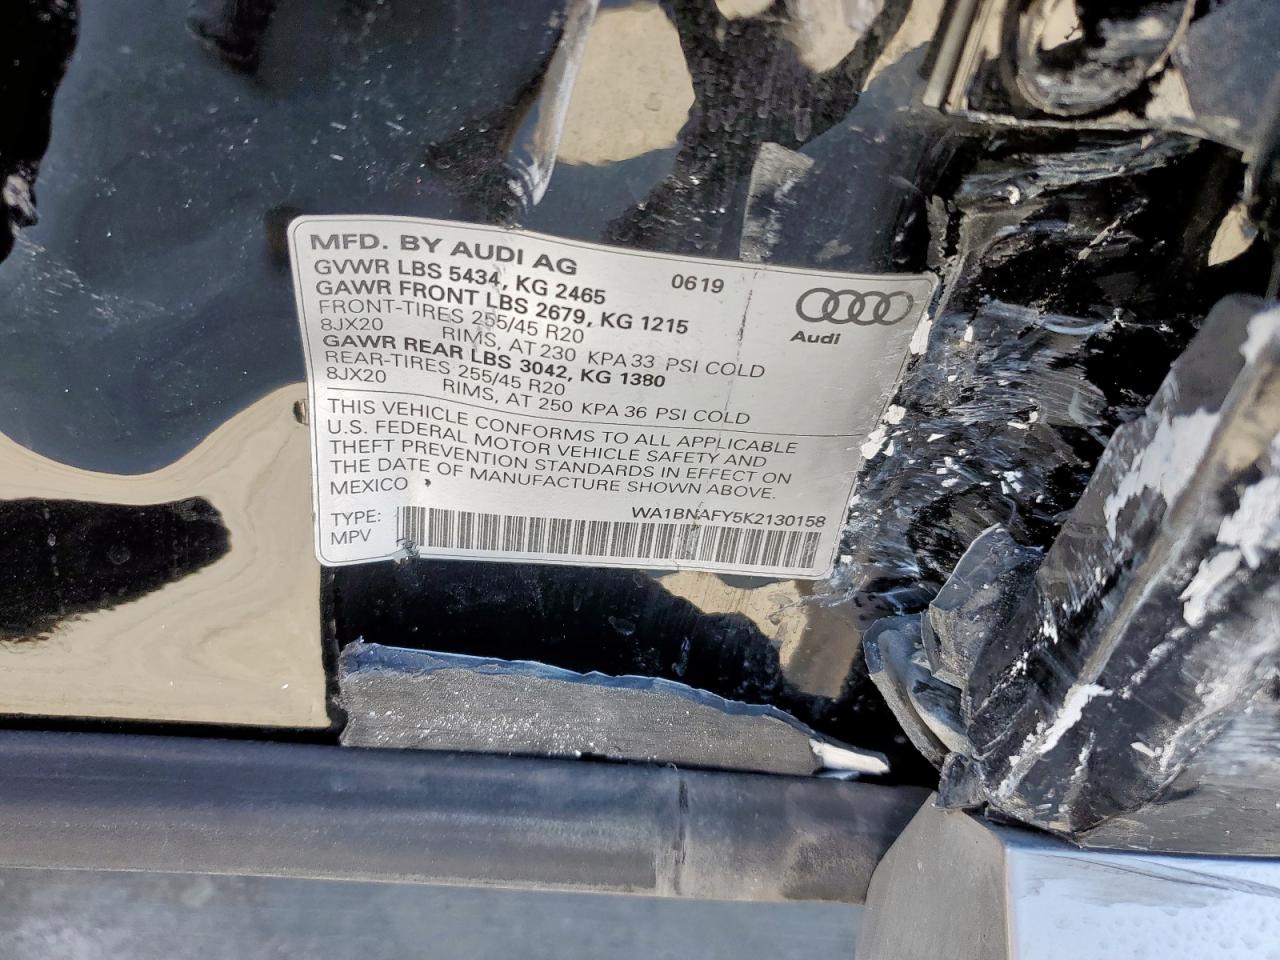 MFD. BY AUDI AG 0619
GVWR LBS 5434, KG 2465
GAWR FRONT LBS 2679, KG 1215
FRONT-TIRES 255/45 R20
8JX20 RIMS, AT 230 KPA 33 PSI COLD
GAWR REAR LBS 3042, KG 1380
REAR-TIRES 255/45 R20
8JX20 RIMS, AT 250 KPA 36 PSI COLD
Audi
THIS VEHICLE CONFORMS TO ALL APPLICABLE
U.S. FEDERAL MOTOR VEHICLE SAFETY AND
THEFT PREVENTION STANDARDS IN EFFECT ON
THE DATE OF MANUFACTURE SHOWN ABOVE.
MEXICO
WA1BNAFY5K2130158
TYPE:
MPV